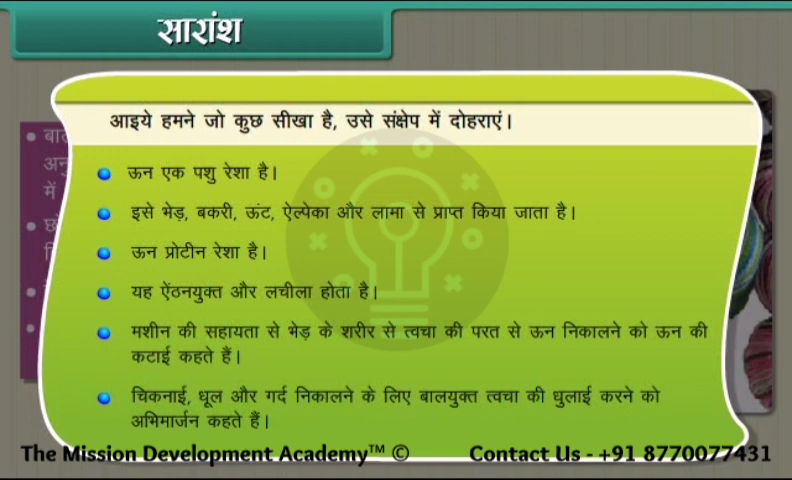 सारांश
आइये हमने जो कुछ सीखा है, उसे संक्षेप में दोहराएं।
ऊन एक पशु रेशा है।
इसे भेड़, बकरी, ऊंट, ऐल्पेका और लामा से प्राप्त किया जाता है।
ऊन प्रोटीन रेशा है।
यह ऐंठनयुक्त और लचीला होता है।
मशीन की सहायता से भेड़ के शरीर से त्वचा की परत से ऊन निकालने को ऊन की
कटाई कहते हैं।
चिकनाई, धूल और गर्द निकालने के लिए बालयुक्त त्वचा की धुलाई करने को
अभिमार्जन कहते हैं।
The Mission Development Academy™ © Contact Us - +91 8770077431